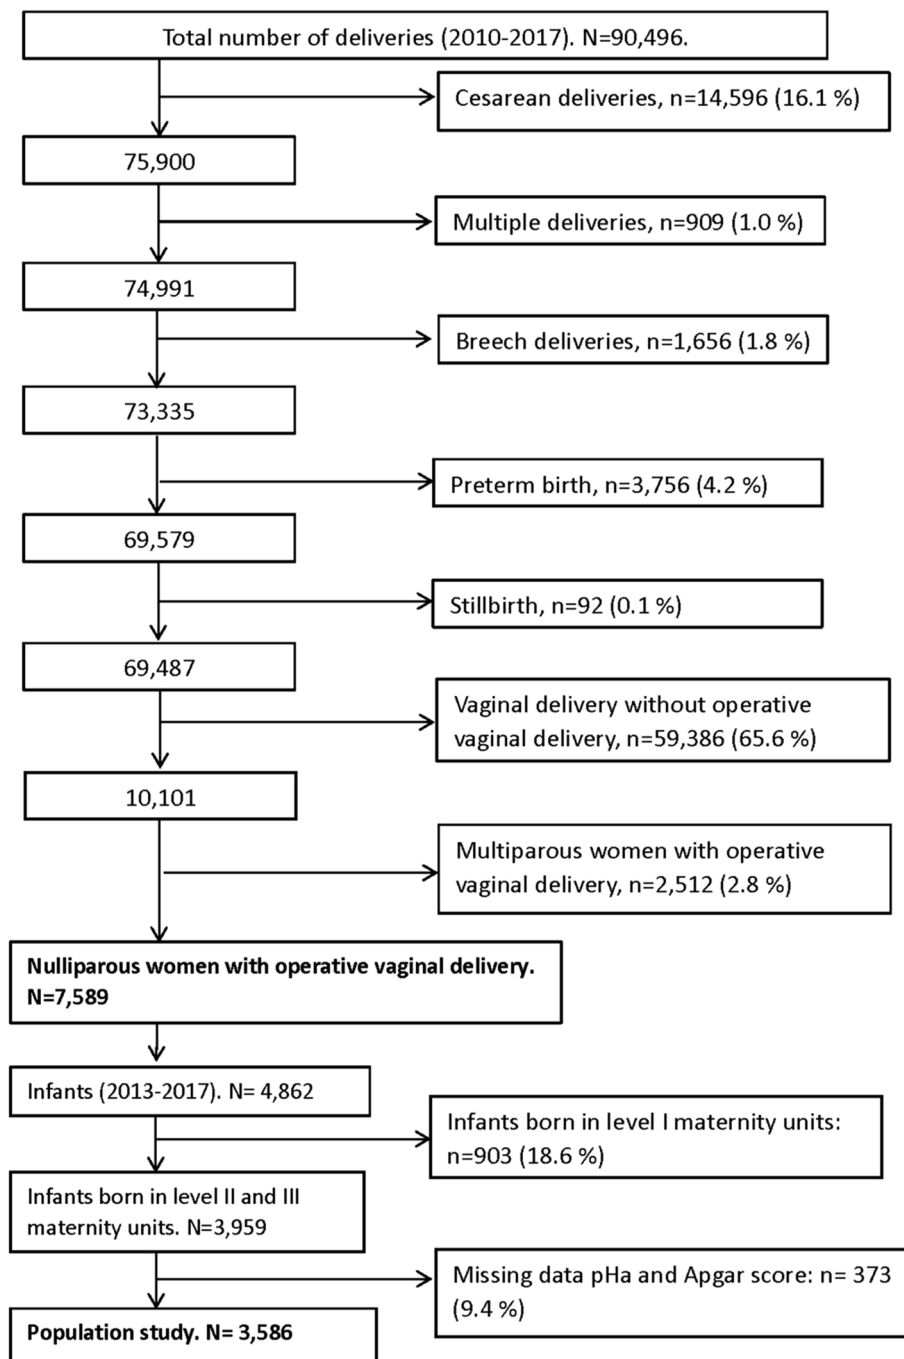 Total number of deliveries (2010-2017). N=90,496.
Cesarean deliveries, n=14,596 (16.1 %)
75,900
Multiple deliveries, n=909 (1.0 %)
74,991
Breech deliveries, n=1,656 (1.8 %)
73,335
Preterm birth, n=3,756 (4.2 %)
69,579
Stillbirth, n=92 (0.1 %)
69,487
Vaginal delivery without operative
vaginal delivery, n=59,386 (65.6 %)
10,101
Multiparous women with operative
vaginal delivery, n=2,512 (2.8 %)
Nulliparous women with operative vaginal delivery.
N=7,589
Infants (2013-2017). N= 4,862
Infants born in level I maternity units:
n=903 (18.6 %)
Infants born in level II and III
maternity units. N=3,959
Missing data pHa and Apgar score: n= 373
(9.4 %)
Population study. N= 3,586